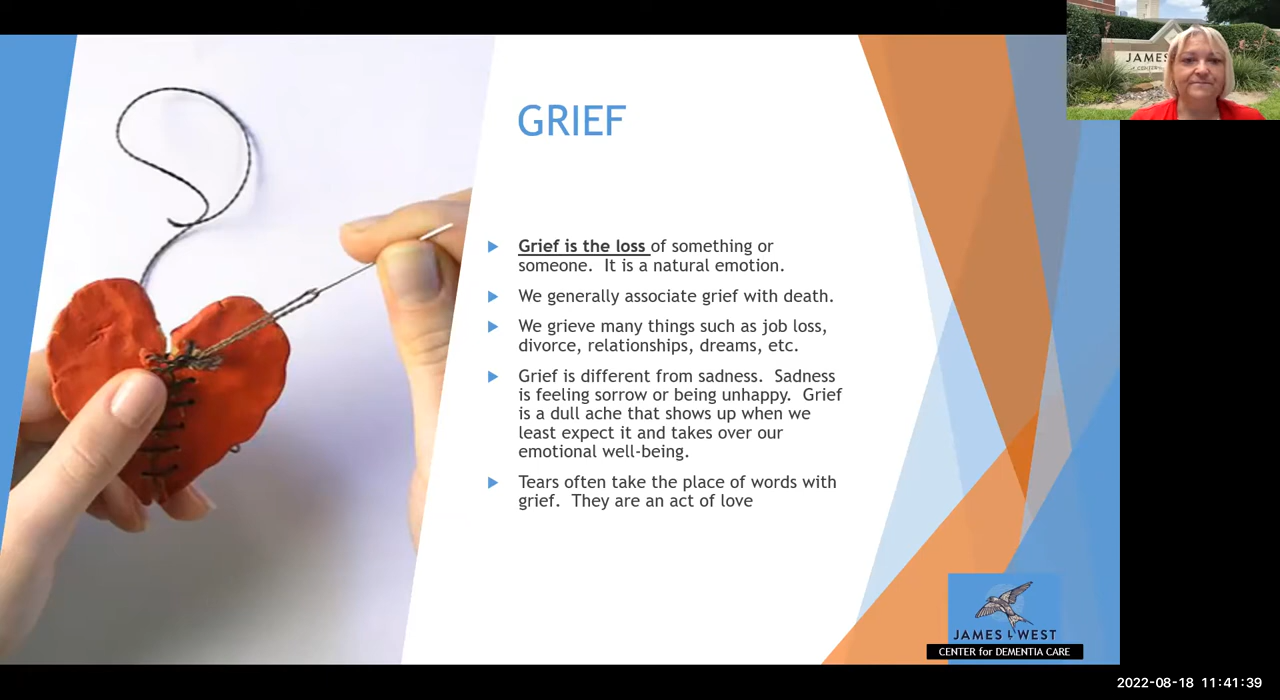 JAMES
CENTER
GRIEF
Grief is the loss of something or
someone.  It is a natural emotion.
We generally associate grief with death.
We grieve many things such as job loss,
divorce, relationships, dreams, etc.
Grief is different from sadness.  Sadness
is feeling sorrow or being unhappy.  Grief
is a dull ache that shows up when we
least expect it and takes over our
emotional well-being.
Tears often take the place of words with
grief.  They are an act of love
JAMES L WEST
CENTER for DEMENTIA CARE
2022-08-18 11:41:39